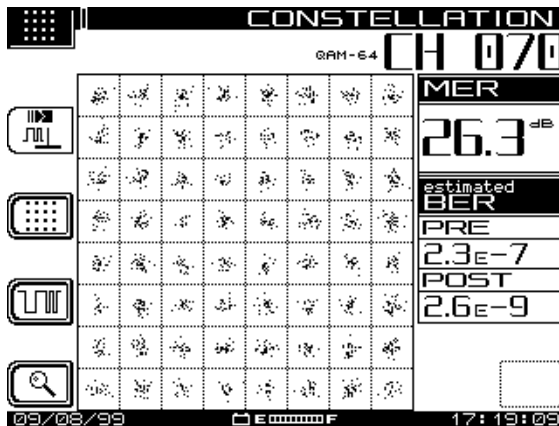 CONSTELLATION
QAM-64 CH 070
MER
26.3 dB
estimated
BER
PRE
2.3E-7
POST
2.6E-9
09/08/99 E F 17:19:09